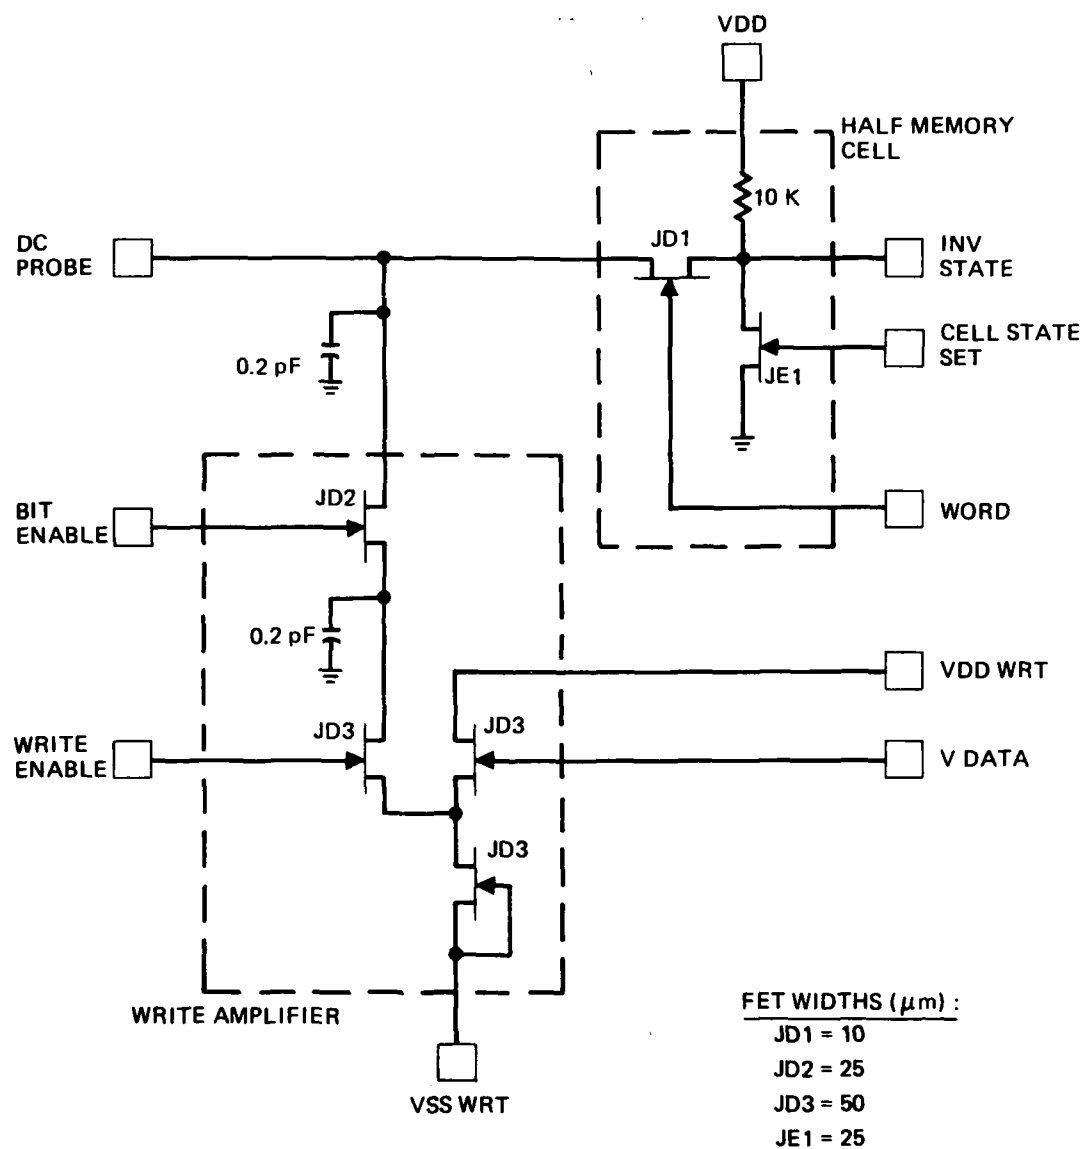 VDD
HALF MEMORY
CELL
10 K
DC
PROBE
JD1
INV
STATE
0.2 pF
CELL STATE
SET
JE1
JD2
BIT
ENABLE
WORD
0.2 pF
VDD WRT
JD3
JD3
WRITE
ENABLE
V DATA
JD3
WRITE AMPLIFIER
VSS WRT
FET WIDTHS (μm) :
JD1 = 10
JD2 = 25
JD3 = 50
JE1 = 25